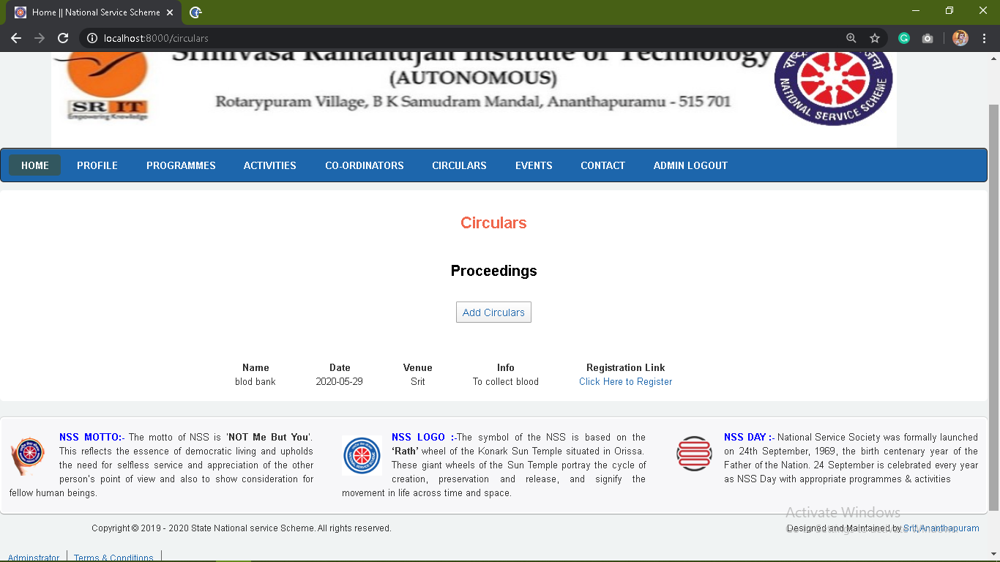 Home || National Service Scheme
localhost:8000/circulars
Srinivasa Ramanujan Institute of Technology
(AUTONOMOUS)
Rotarypuram Village, B K Samudram Mandal, Ananthapuramu - 515 701
SRIT
Empowering Knowledge
NATIONAL SERVICE SCHEME
HOME PROFILE PROGRAMMES ACTIVITIES CO-ORDINATORS CIRCULARS EVENTS CONTACT ADMIN LOGOUT
Circulars
Proceedings
Add Circulars
Name Date Venue Info Registration Link
blod bank 2020-05-29 Srit To collect blood Click Here to Register
NSS MOTTO:- The motto of NSS is 'NOT Me But You'.
This reflects the essence of democratic living and upholds
the need for selfless service and appreciation of the other
person's point of view and also to show consideration for
fellow human beings.
NSS LOGO :-The symbol of the NSS is based on the
‘Rath’ wheel of the Konark Sun Temple situated in Orissa.
These giant wheels of the Sun Temple portray the cycle of
creation, preservation and release, and signify the
movement in life across time and space.
NSS DAY :- National Service Society was formally launched
on 24th September, 1969, the birth centenary year of the
Father of the Nation. 24 September is celebrated every year
as NSS Day with appropriate programmes & activities
Activate Windows
Copyright © 2019 - 2020 State National service Scheme. All rights reserved.
Designed and Maintained by Srit,Ananthapuram
Adminstrator Terms & Conditions